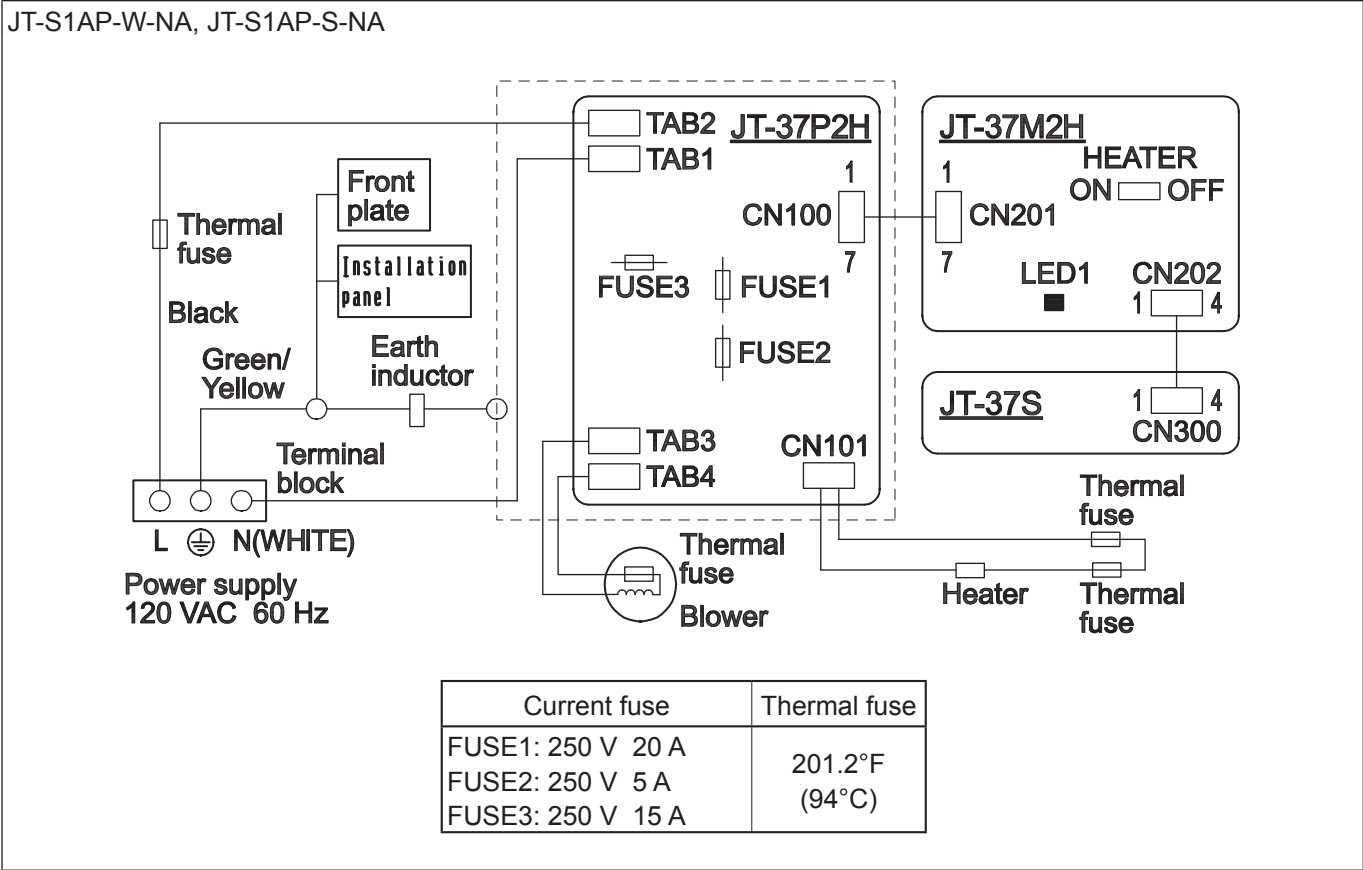 JT-S1AP-W-NA, JT-S1AP-S-NA
TAB2
JT-37P2H
TAB1
1
CN100
7
FUSE3
FUSE1
FUSE2
TAB3
TAB4
CN101
JT-37M2H
HEATER
ON
OFF
1
CN201
7
LED1
CN202
1
4
JT-37S
1
4
CN300
Front
plate
Installation
panel
Thermal
fuse
Black
Green/
Yellow
Earth
inductor
Terminal
block
L
N(WHITE)
Power supply
120 VAC 60 Hz
Thermal
fuse
Blower
Heater
Thermal
fuse
Thermal
fuse
Current fuse
Thermal fuse
FUSE1: 250 V 20 A
FUSE2: 250 V 5 A
FUSE3: 250 V 15 A
201.2°F
(94°C)